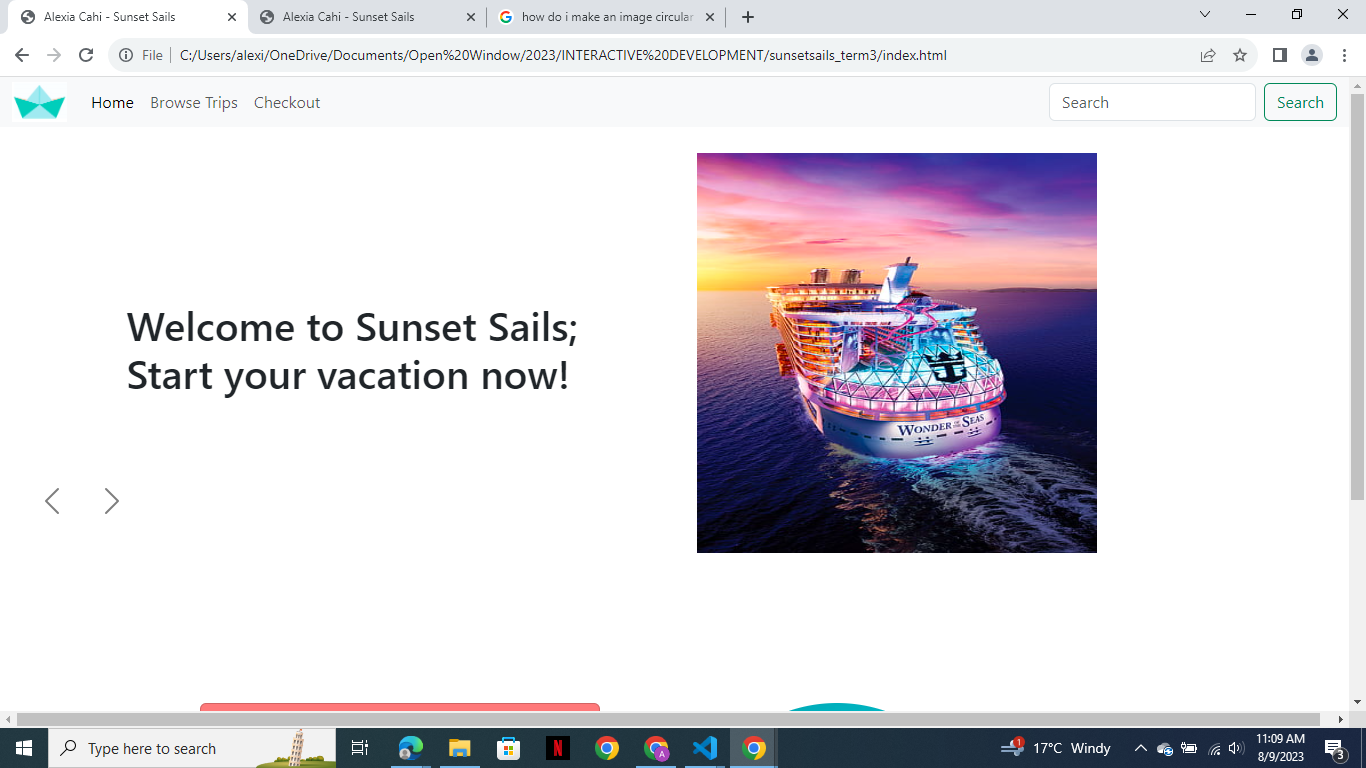 Alexia Cahi - Sunset Sails
Alexia Cahi - Sunset Sails
how do i make an image circular
File
C:/Users/alexi/OneDrive/Documents/Open%20Window/2023/INTERACTIVE%20DEVELOPMENT/sunsetsails_term3/index.html
Home
Browse Trips
Checkout
Search
Search
Welcome to Sunset Sails;
Start your vacation now!
WONDER OF THE SEAS
Type here to search
N
A
1
17°C Windy
11:09 AM
8/9/2023
3